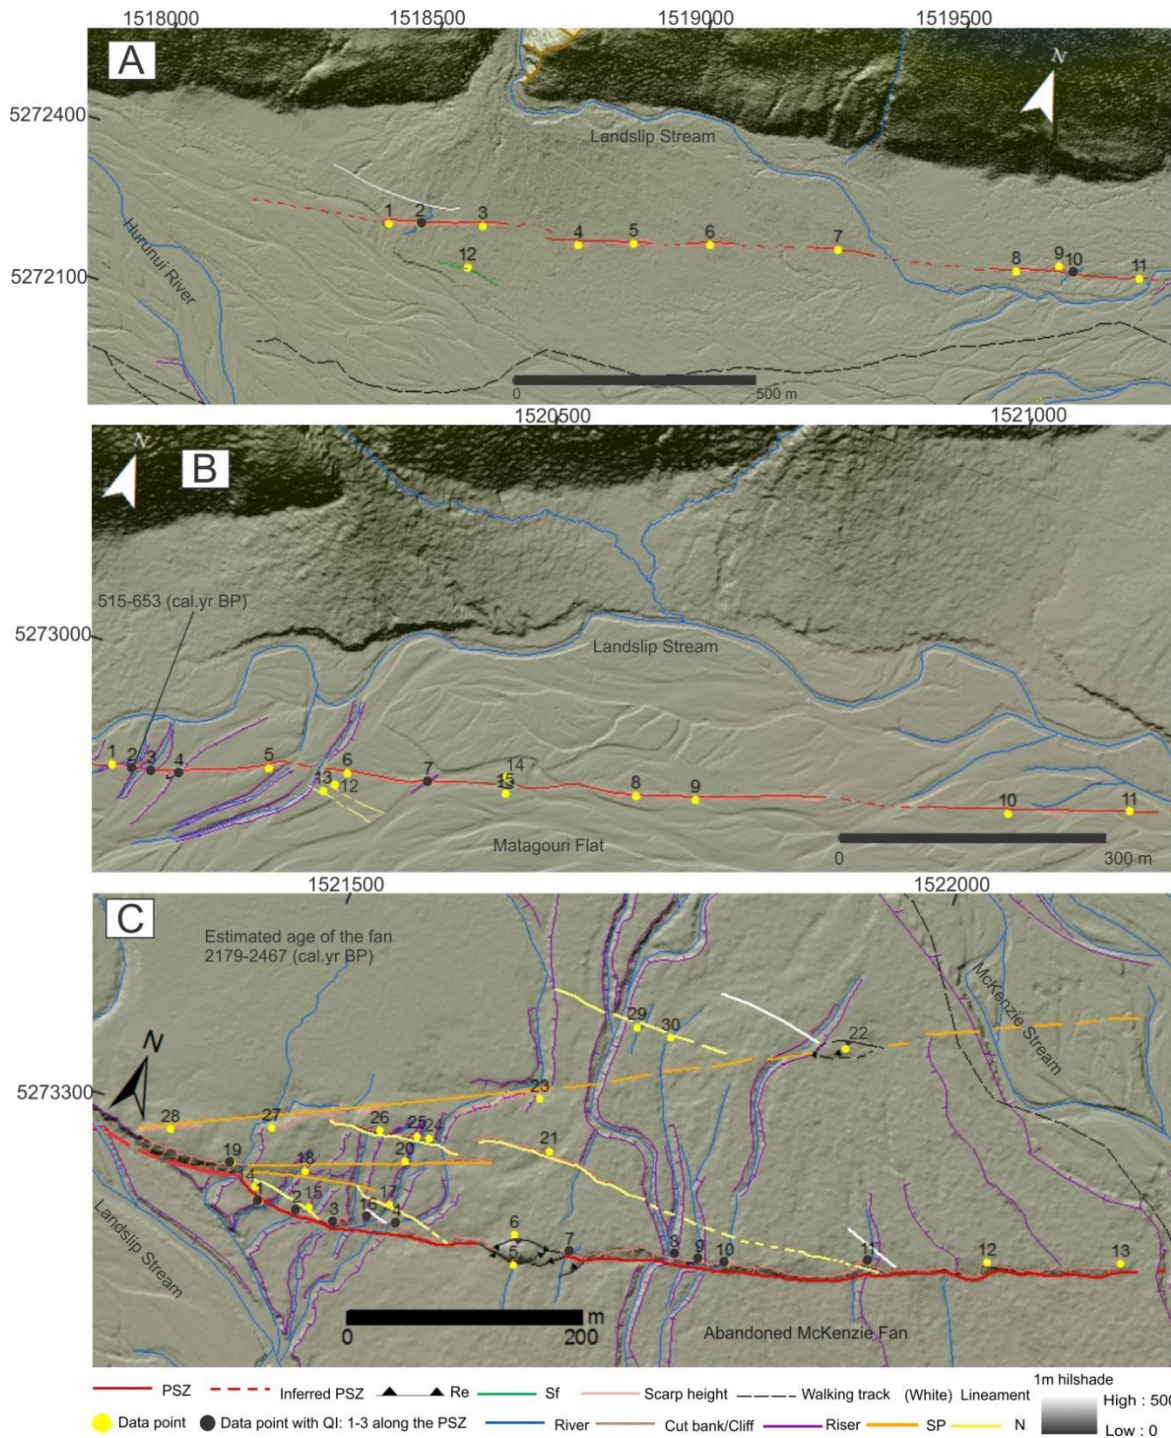 1518000 1518500 1519000 1519500
A
N
5272400
Landslip Stream
1 2 3
Hurunui River
4 5 6 7
12
8 9 10 11
5272100
0 500 m
1520500 1521000
N
B
515-653 (cal.yr BP)
5273000
Landslip Stream
1 2 3 4 5 6 7 14
13 12 15
8 9 10 11
Matagouri Flat
0 300 m
1521500 1522000
C
Estimated age of the fan
2179-2467 (cal.yr BP)
McKenzie Stream
N
29 30
22
5273300
23
28 27 26 25 24
21
19 18 20
14 1 2 15 3 16 17 4
6
5 7 8 9 10 11 12 13
Landslip Stream
m
0 200
Abandoned McKenzie Fan
PSZ Inferred PSZ Re Sf Scarp height Walking track (White) Lineament
1m hillshade
High : 500
Data point Data point with QI: 1-3 along the PSZ River Cut bank/Cliff Riser SP N
Low : 0